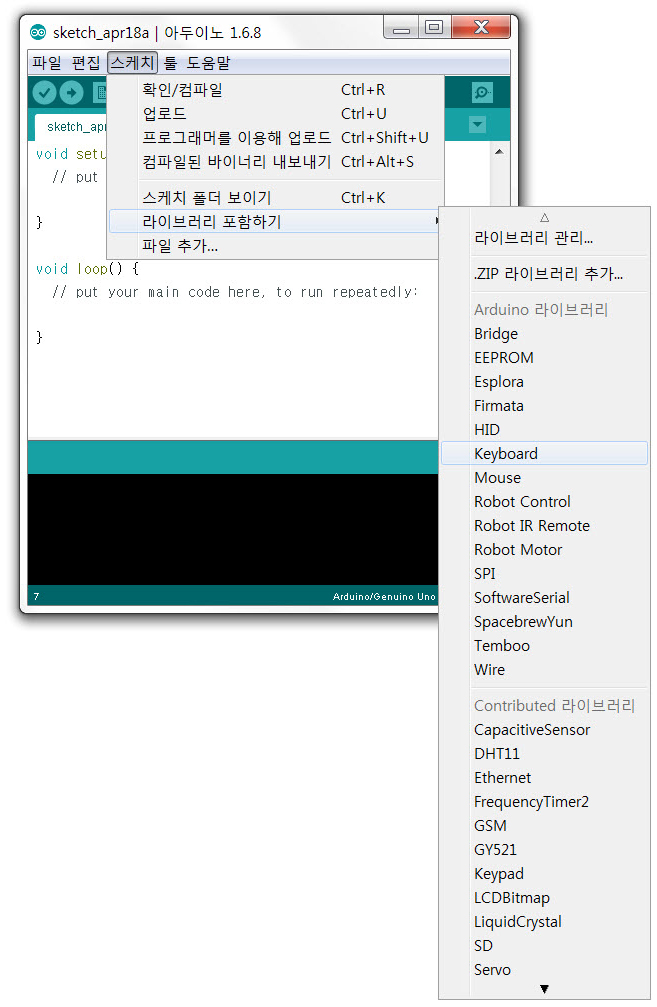 sketch_apr18a | 아두이노 1.6.8
파일 편집 스케치 툴 도움말
확인/컴파일 Ctrl+R
업로드 Ctrl+U
프로그래머를 이용해 업로드 Ctrl+Shift+U
컴파일된 바이너리 내보내기 Ctrl+Alt+S
스케치 폴더 보이기 Ctrl+K
라이브러리 포함하기
파일 추가...
sketch_apr
void setu
// put
}
void loop() {
// put your main code here, to run repeatedly:
}
7 Arduino/Genuino Uno
라이브러리 관리...
.ZIP 라이브러리 추가...
Arduino 라이브러리
Bridge
EEPROM
Esplora
Firmata
HID
Keyboard
Mouse
Robot Control
Robot IR Remote
Robot Motor
SPI
SoftwareSerial
SpacebrewYun
Temboo
Wire
Contributed 라이브러리
CapacitiveSensor
DHT11
Ethernet
FrequencyTimer2
GSM
GY521
Keypad
LCDBitmap
LiquidCrystal
SD
Servo